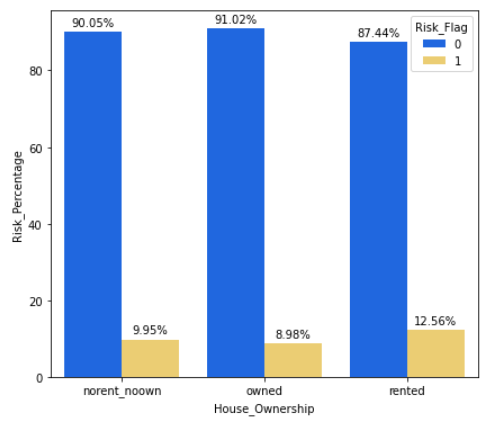 90.05%
91.02%
87.44%
Risk_Flag
0
1
80
60
40
20
0
Risk_Percentage
9.95%
8.98%
12.56%
norent_noown
owned
rented
House_Ownership